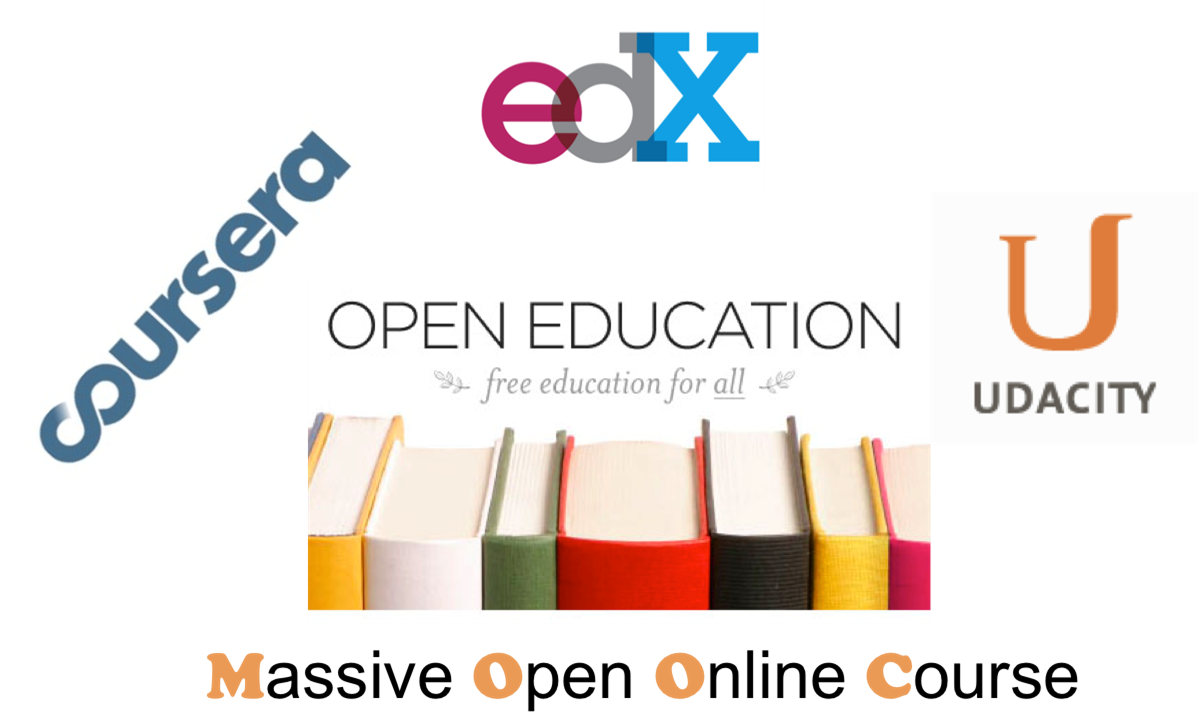 edX
coursera
OPEN EDUCATION
free education for all
U
UDACITY
Massive Open Online Course